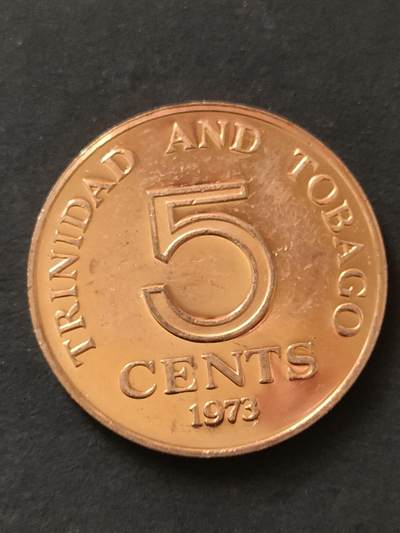 TRINIDAD AND TOBAGO
5
CENTS
1973